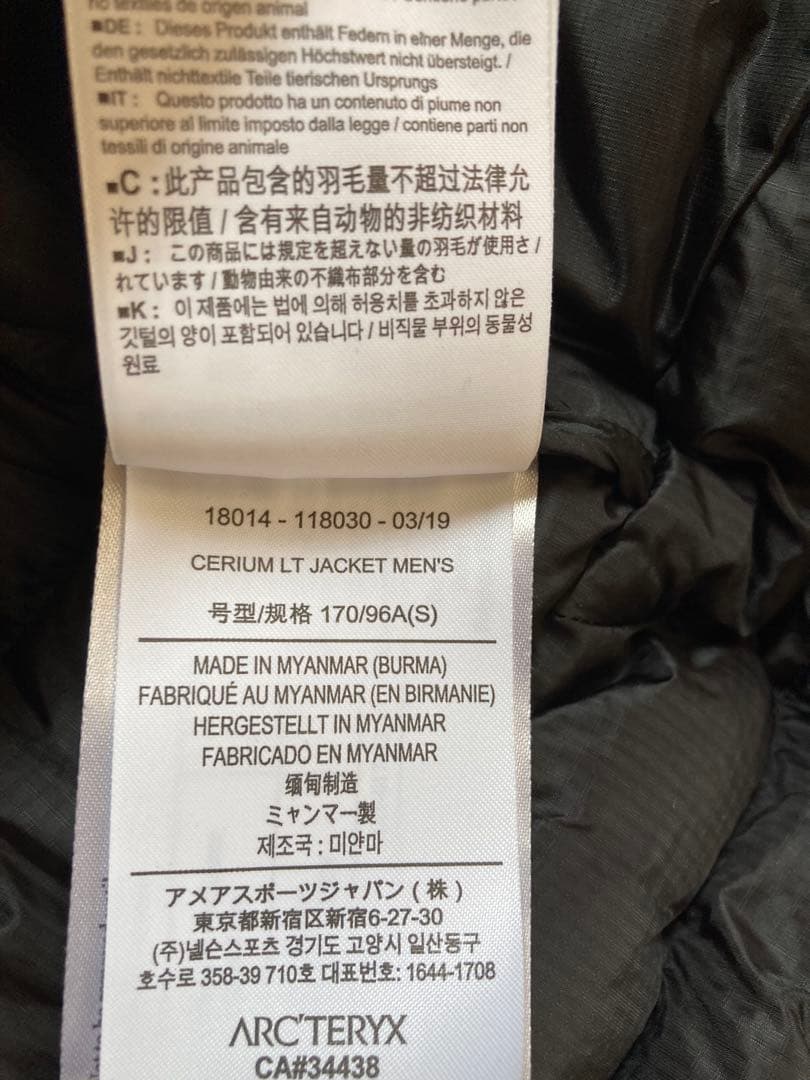 no textiles de origen animal
■DE : Dieses Produkt enthält Federn in einer Menge, die
den gesetzlich zulässigen Höchstwert nicht übersteigt. /
Enthält nichttextile Teile tierischen Ursprungs
■IT : Questo prodotto ha un contenuto di piume non
superiore al limite imposto dalla legge / contiene parti non
tessili di origine animale
■C : 此产品包含的羽毛量不超过法律允
许的限值 / 含有来自动物的非纺织材料
■J : この商品には規定を超えない量の羽毛が使用さ /
れています / 動物由来の不織布部分を含む
■K : 이 제품에는 법에 의해 허용치를 초과하지 않은
깃털의 양이 포함되어 있습니다 / 비직물 부위의 동물성
원료
18014 - 118030 - 03/19
CERIUM LT JACKET MEN'S
号型/规格 170/96A(S)
MADE IN MYANMAR (BURMA)
FABRIQUÉ AU MYANMAR (EN BIRMANIE)
HERGESTELLT IN MYANMAR
FABRICADO EN MYANMAR
缅甸制造
ミャンマー製
제조국 : 미얀마
アメアスポーツジャパン ( 株 )
東京都新宿区新宿6-27-30
(주)넬슨스포츠 경기도 고양시 일산동구
호수로 358-39 710호 대표번호: 1644-1708
ARC'TERYX
CA#34438